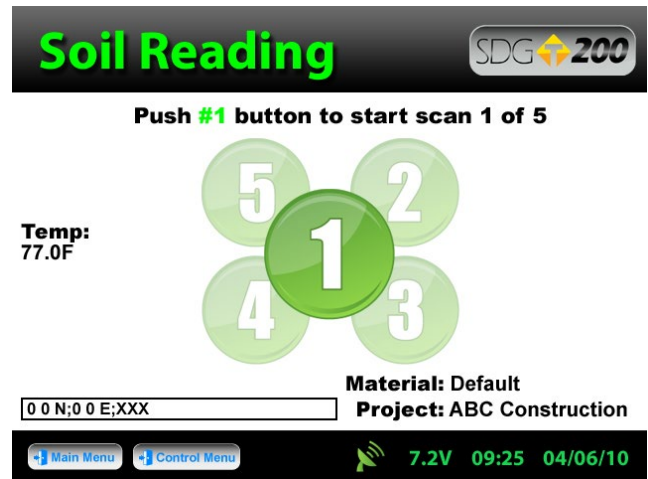 Soil Reading
SDG T 200
Push #1 button to start scan 1 of 5
5
2
1
4
3
Temp:
77.0F
Material: Default
0 0 N;0 0 E;XXX
Project: ABC Construction
Main Menu Control Menu 7.2V 09:25 04/06/10